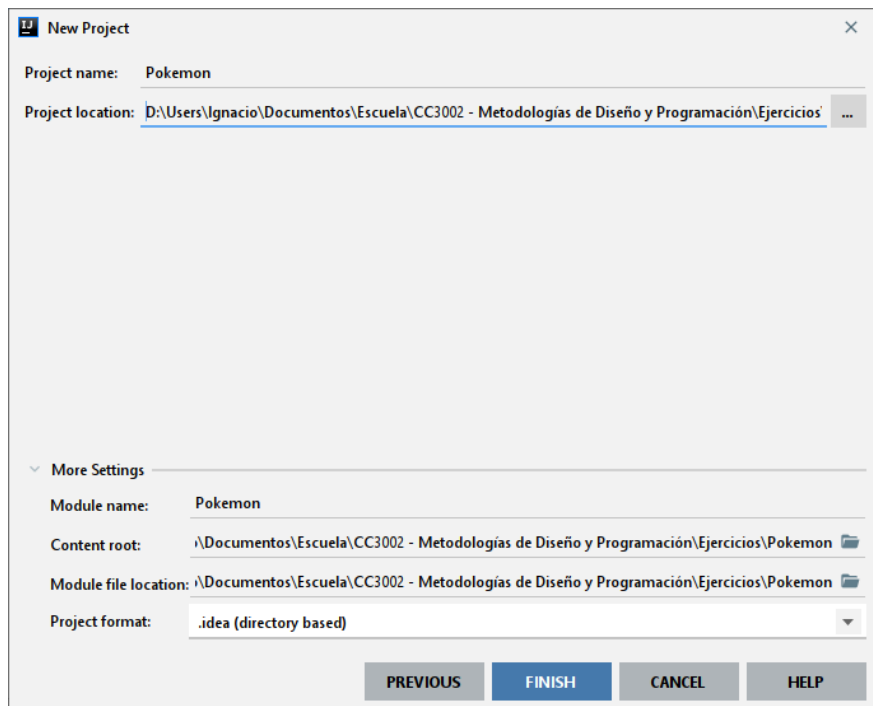 IJ New Project
Project name: Pokemon
Project location: D:\Users\Ignacio\Documentos\Escuela\CC3002 - Metodologías de Diseño y Programación\Ejercicios\ ...
More Settings
Module name: Pokemon
Content root: \Documentos\Escuela\CC3002 - Metodologías de Diseño y Programación\Ejercicios\Pokemon
Module file location: \Documentos\Escuela\CC3002 - Metodologías de Diseño y Programación\Ejercicios\Pokemon
Project format: .idea (directory based)
PREVIOUS FINISH CANCEL HELP